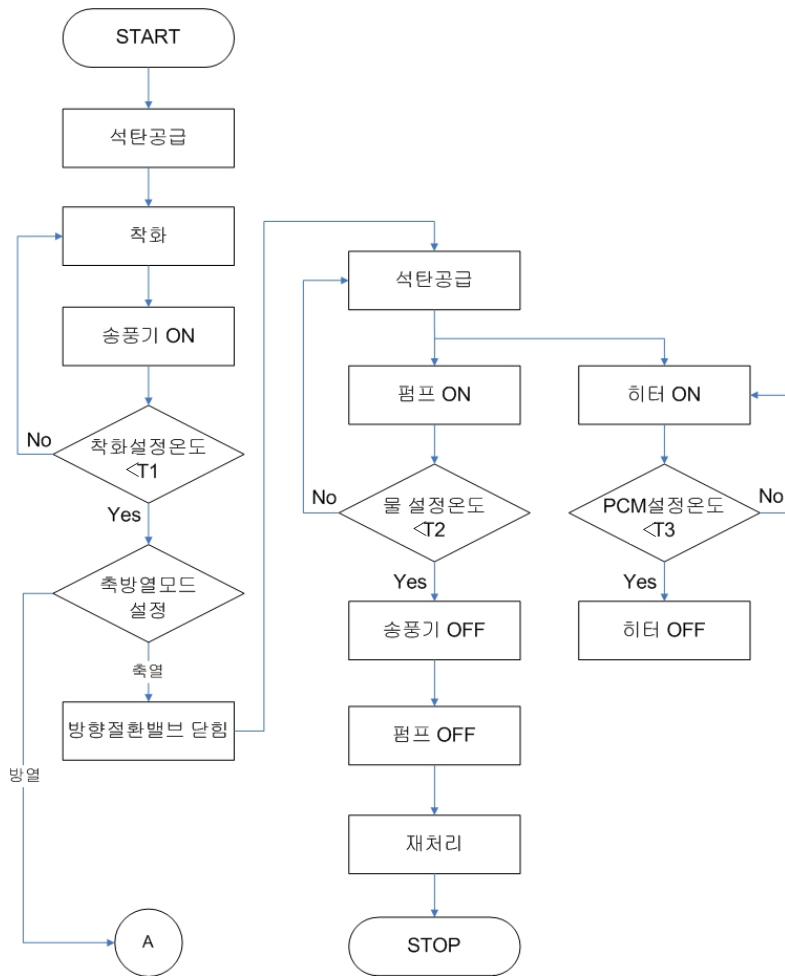 START
석탄공급
착화
송풍기 ON
착화설정온도
<T1
No
Yes
축방열모드
설정
축열
방향절환밸브 닫힘
방열
A
석탄공급
펌프 ON
물 설정온도
<T2
No
Yes
송풍기 OFF
펌프 OFF
재처리
STOP
히터 ON
PCM설정온도
<T3
No
Yes
히터 OFF